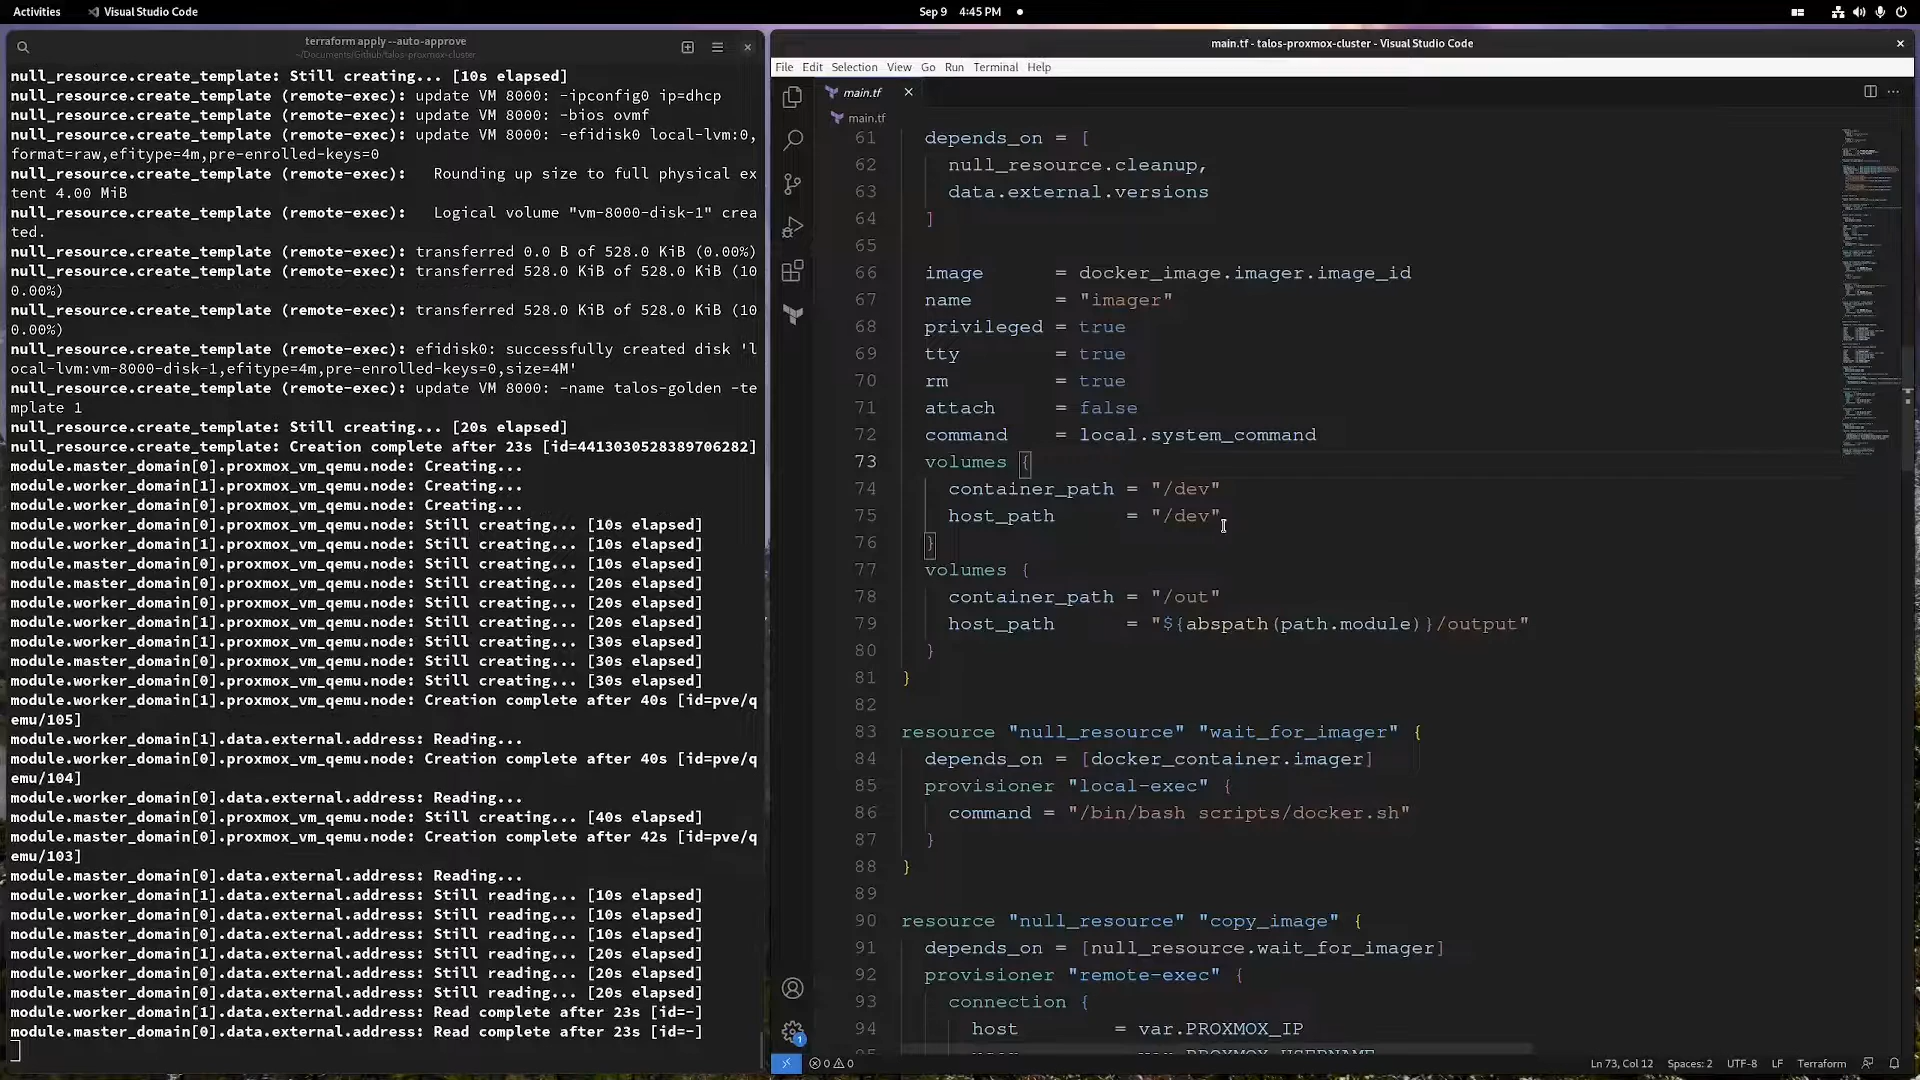 Activities
Visual Studio Code
Sep 9 4:45 PM
terraform apply --auto-approve
~/Documents/Github/talos-proxmox-cluster
null_resource.create_template: Still creating... [10s elapsed]
null_resource.create_template (remote-exec): update VM 8000: -ipconfig0 ip=dhcp
null_resource.create_template (remote-exec): update VM 8000: -bios ovmf
null_resource.create_template (remote-exec): update VM 8000: -efidisk0 local-lvm:0,
format=raw,efitype=4m,pre-enrolled-keys=0
null_resource.create_template (remote-exec):   Rounding up size to full physical ex
tent 4.00 MiB
null_resource.create_template (remote-exec):   Logical volume "vm-8000-disk-1" crea
ted.
null_resource.create_template (remote-exec): transferred 0.0 B of 528.0 KiB (0.00%)
null_resource.create_template (remote-exec): transferred 528.0 KiB of 528.0 KiB (10
0.00%)
null_resource.create_template (remote-exec): transferred 528.0 KiB of 528.0 KiB (10
0.00%)
null_resource.create_template (remote-exec): efidisk0: successfully created disk 'l
ocal-lvm:vm-8000-disk-1,efitype=4m,pre-enrolled-keys=0,size=4M'
null_resource.create_template (remote-exec): update VM 8000: -name talos-golden -te
mplate 1
null_resource.create_template: Still creating... [20s elapsed]
null_resource.create_template: Creation complete after 23s [id=4413030528389706282]
module.master_domain[0].proxmox_vm_qemu.node: Creating...
module.worker_domain[1].proxmox_vm_qemu.node: Creating...
module.worker_domain[0].proxmox_vm_qemu.node: Creating...
module.worker_domain[0].proxmox_vm_qemu.node: Still creating... [10s elapsed]
module.worker_domain[1].proxmox_vm_qemu.node: Still creating... [10s elapsed]
module.master_domain[0].proxmox_vm_qemu.node: Still creating... [10s elapsed]
module.master_domain[0].proxmox_vm_qemu.node: Still creating... [20s elapsed]
module.worker_domain[0].proxmox_vm_qemu.node: Still creating... [20s elapsed]
module.worker_domain[1].proxmox_vm_qemu.node: Still creating... [20s elapsed]
module.worker_domain[1].proxmox_vm_qemu.node: Still creating... [30s elapsed]
module.master_domain[0].proxmox_vm_qemu.node: Still creating... [30s elapsed]
module.worker_domain[0].proxmox_vm_qemu.node: Still creating... [30s elapsed]
module.worker_domain[1].proxmox_vm_qemu.node: Creation complete after 40s [id=pve/q
emu/105]
module.worker_domain[1].data.external.address: Reading...
module.worker_domain[0].proxmox_vm_qemu.node: Creation complete after 40s [id=pve/q
emu/104]
module.worker_domain[0].data.external.address: Reading...
module.master_domain[0].proxmox_vm_qemu.node: Still creating... [40s elapsed]
module.master_domain[0].proxmox_vm_qemu.node: Creation complete after 42s [id=pve/q
emu/103]
module.master_domain[0].data.external.address: Reading...
module.worker_domain[1].data.external.address: Still reading... [10s elapsed]
module.worker_domain[0].data.external.address: Still reading... [10s elapsed]
module.master_domain[0].data.external.address: Still reading... [10s elapsed]
module.worker_domain[1].data.external.address: Still reading... [20s elapsed]
module.worker_domain[0].data.external.address: Still reading... [20s elapsed]
module.master_domain[0].data.external.address: Still reading... [20s elapsed]
module.worker_domain[1].data.external.address: Read complete after 23s [id=-]
module.master_domain[0].data.external.address: Read complete after 23s [id=-]
main.tf - talos-proxmox-cluster - Visual Studio Code
File Edit Selection View Go Run Terminal Help
main.tf
main.tf
61 depends_on = [
62 null_resource.cleanup,
63 data.external.versions
64 ]
65
66 image = docker_image.imager.image_id
67 name = "imager"
68 privileged = true
69 tty = true
70 rm = true
71 attach = false
72 command = local.system_command
73 volumes {
74 container_path = "/dev"
75 host_path = "/dev"
76 }
77 volumes {
78 container_path = "/out"
79 host_path = "${abspath(path.module)}/output"
80 }
81 }
82
83 resource "null_resource" "wait_for_imager" {
84 depends_on = [docker_container.imager]
85 provisioner "local-exec" {
86 command = "/bin/bash scripts/docker.sh"
87 }
88 }
89
90 resource "null_resource" "copy_image" {
91 depends_on = [null_resource.wait_for_imager]
92 provisioner "remote-exec" {
93 connection {
94 host = var.PROXMOX_IP
1
0 0
Ln 73, Col 12
Spaces: 2
UTF-8
LF
Terraform